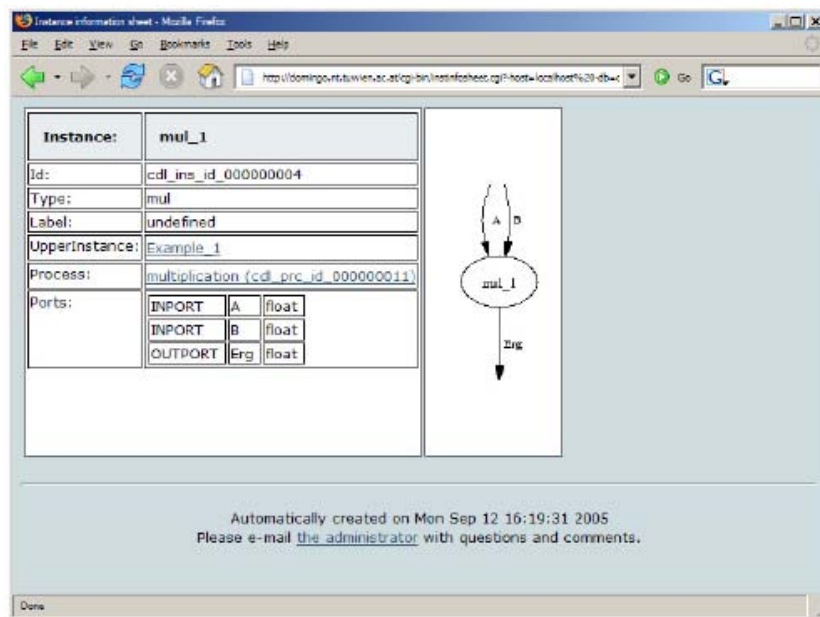 Instance information sheet - Mozilla Firefox
File Edit View Go Bookmarks Tools Help
Go
Instance: mul_1
Id: cdl_ins_id_000000004
Type: mul
Label: undefined
UpperInstance: Example_1
Process: multiplication (cdl_prc_id_000000011)
Ports:
INPORT A float
INPORT B float
OUTPORT Erg float
A B
mul_1
Erg
Automatically created on Mon Sep 12 16:19:31 2005
Please e-mail the administrator with questions and comments.
Done